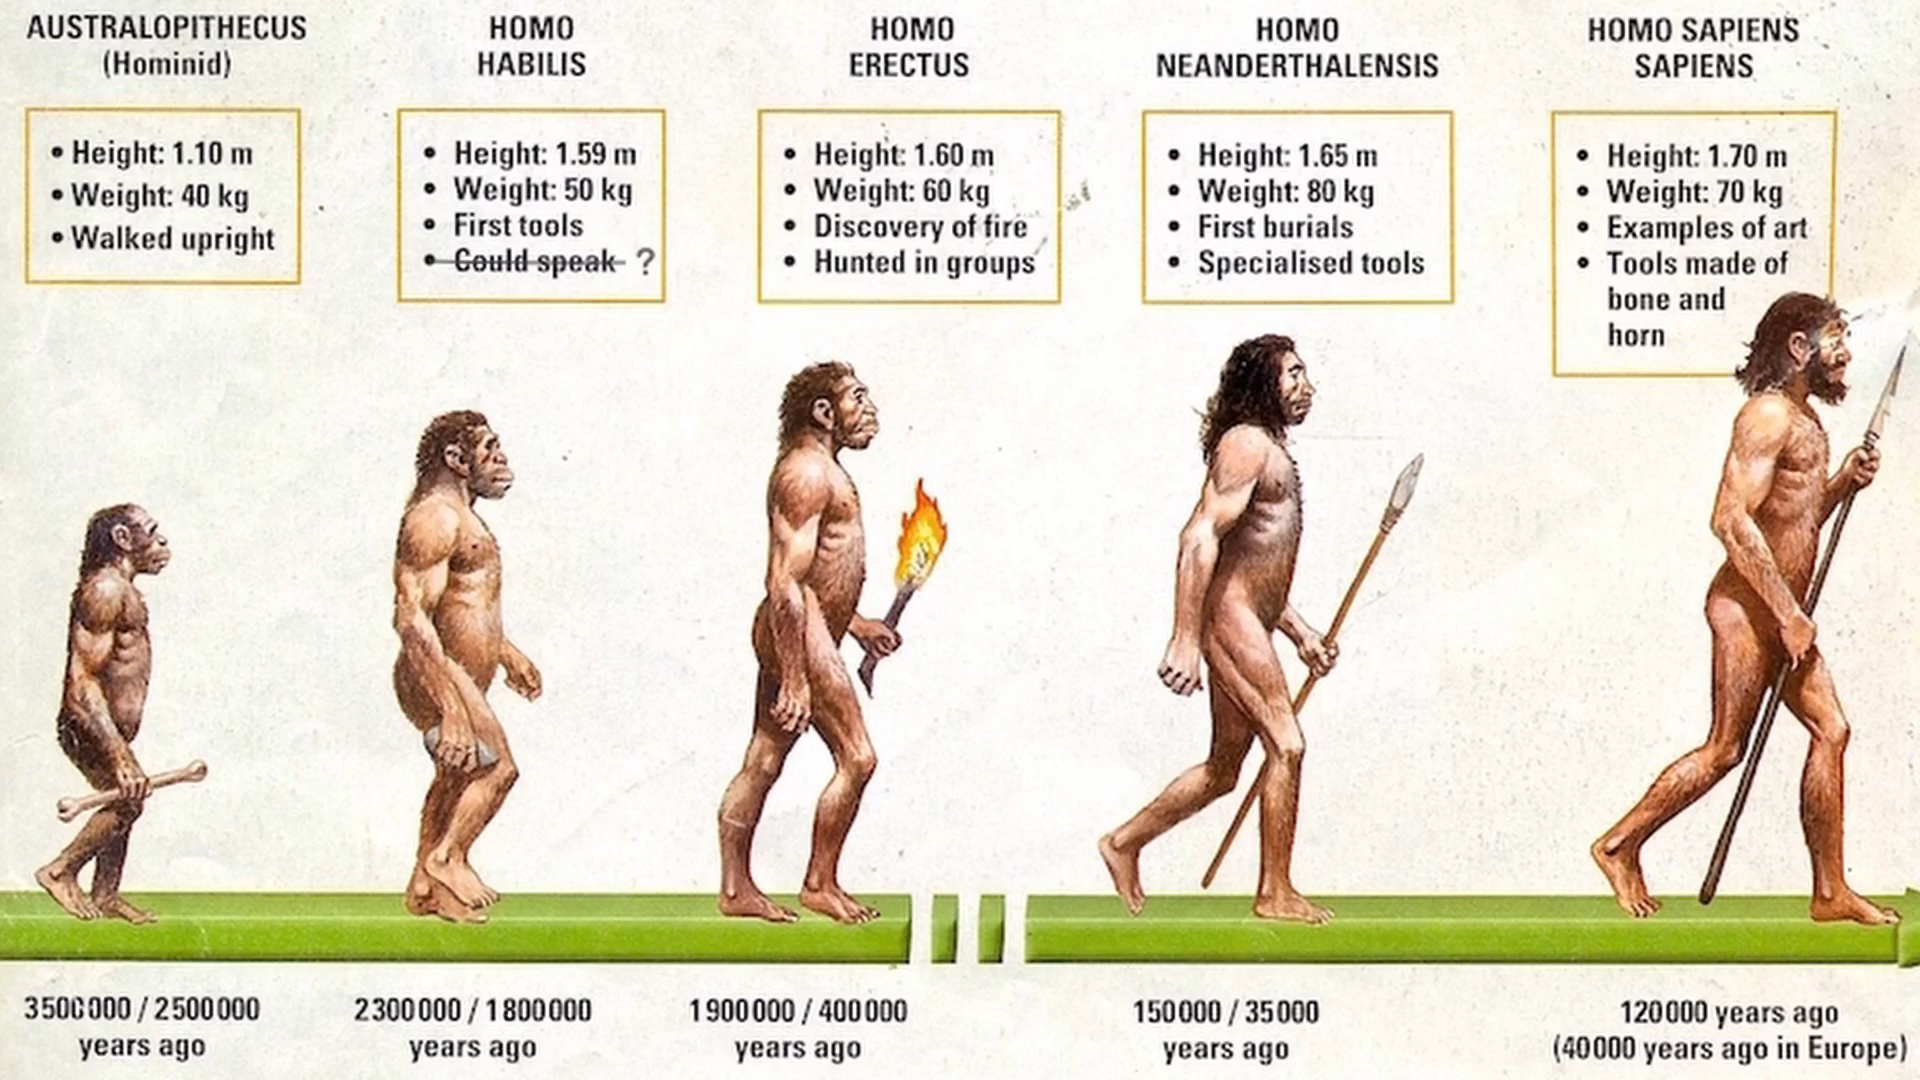 AUSTRALOPITHECUS
(Hominid)
• Height: 1.10 m
• Weight: 40 kg
• Walked upright
3500000 / 2500000
years ago
HOMO
HABILIS
• Height: 1.59 m
• Weight: 50 kg
• First tools
• Could speak ?
2300000 / 1800000
years ago
HOMO
ERECTUS
• Height: 1.60 m
• Weight: 60 kg
• Discovery of fire
• Hunted in groups
1900000 / 400000
years ago
HOMO
NEANDERTHALENSIS
• Height: 1.65 m
• Weight: 80 kg
• First burials
• Specialised tools
150000 / 35000
years ago
HOMO SAPIENS
SAPIENS
• Height: 1.70 m
• Weight: 70 kg
• Examples of art
• Tools made of
bone and
horn
120000 years ago
(40000 years ago in Europe)